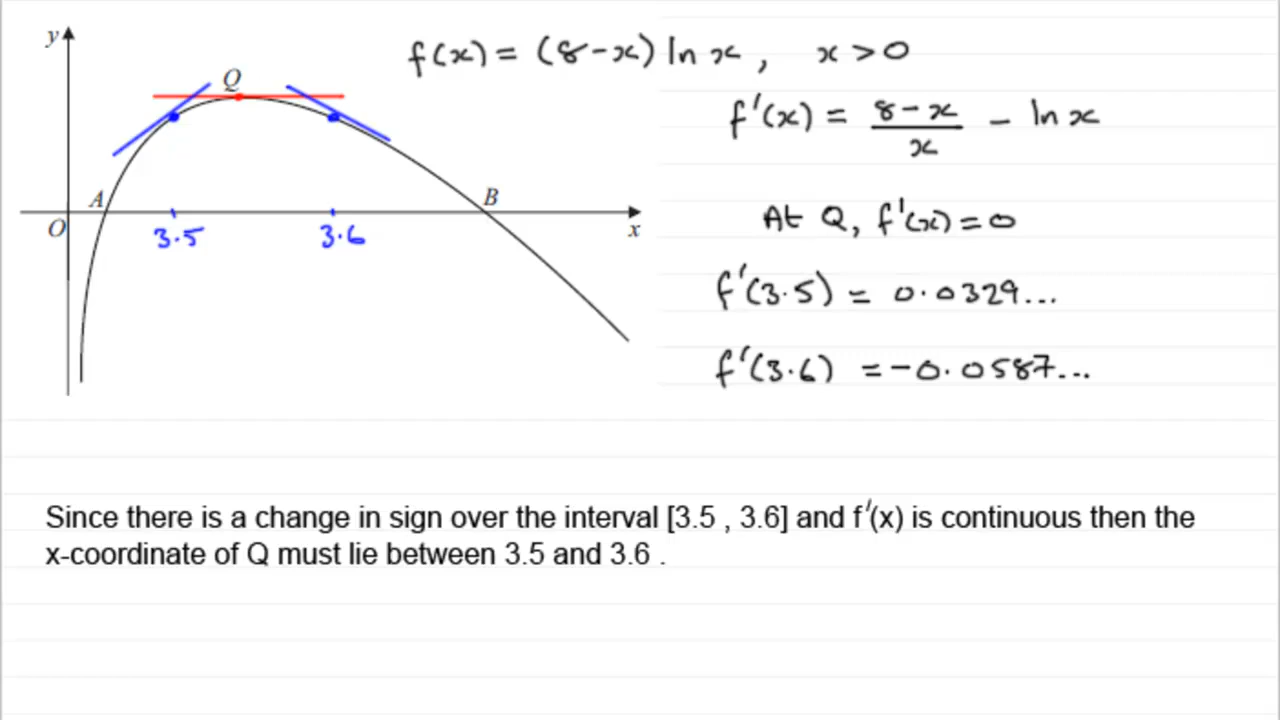 y
Q
f(x) = (8-x) ln x , x > 0
f'(x) = 8-x/x - ln x
A
B
O
x
3.5
3.6
At Q, f'(x) = 0
f'(3.5) = 0.0329...
f'(3.6) = -0.0587...
Since there is a change in sign over the interval [3.5 , 3.6] and f'(x) is continuous then the
x-coordinate of Q must lie between 3.5 and 3.6 .